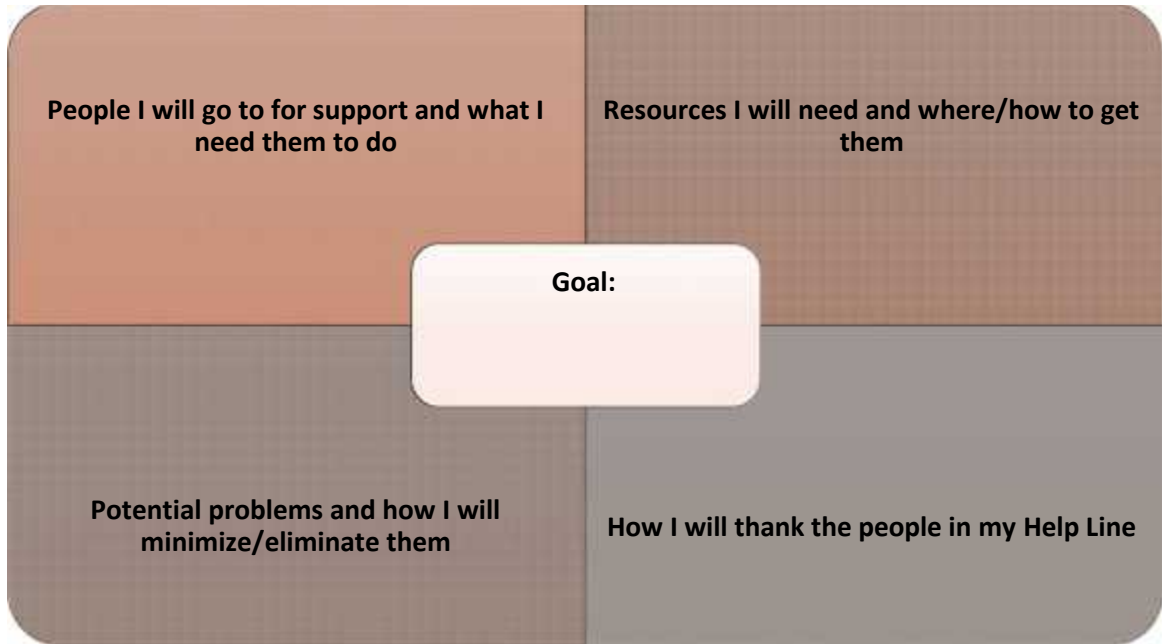 People I will go to for support and what I
need them to do
Resources I will need and where/how to get
them
Goal:
Potential problems and how I will
minimize/eliminate them
How I will thank the people in my Help Line